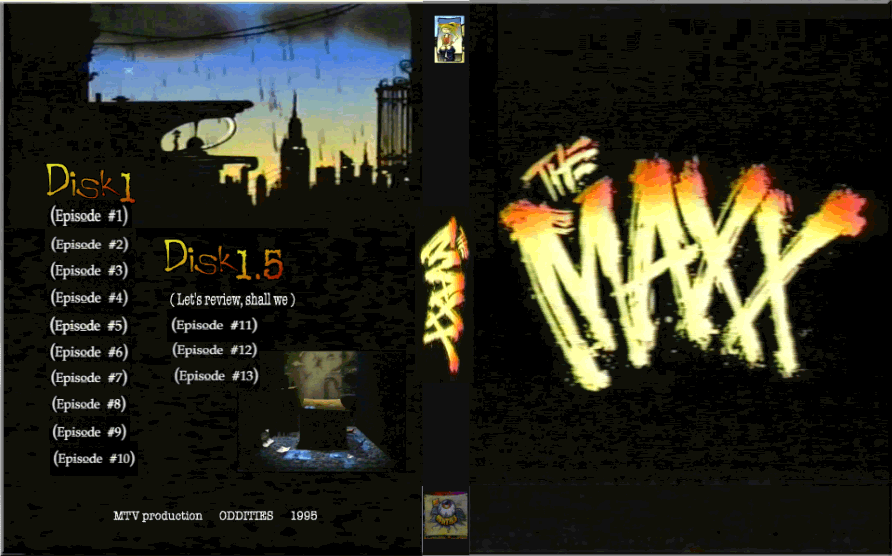 Disk1
(Episode #1)
(Episode #2)
(Episode #3)
(Episode #4)
(Episode #5)
(Episode #6)
(Episode #7)
(Episode #8)
(Episode #9)
(Episode #10)
Disk1.5
( Let's review, shall we )
(Episode #11)
(Episode #12)
(Episode #13)
MTV production ODDITIES 1995
THE
MAXX
THE
MAXX